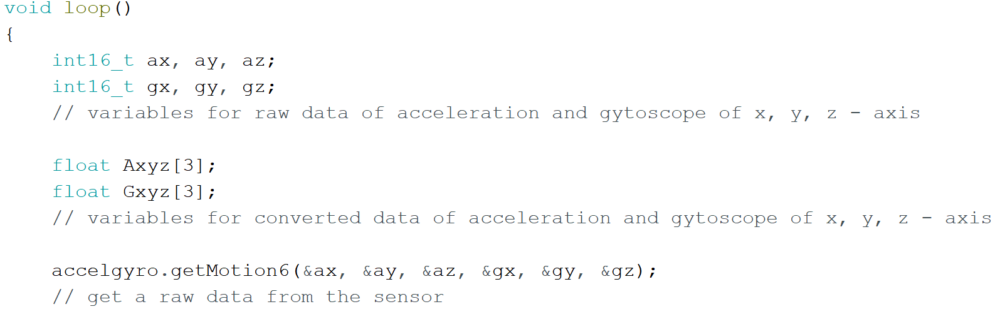 void loop()
{
int16_t ax, ay, az;
int16_t gx, gy, gz;
// variables for raw data of acceleration and gytoscope of x, y, z - axis
float Axyz[3];
float Gxyz[3];
// variables for converted data of acceleration and gytoscope of x, y, z - axis
accelgyro.getMotion6(&ax, &ay, &az, &gx, &gy, &gz);
// get a raw data from the sensor